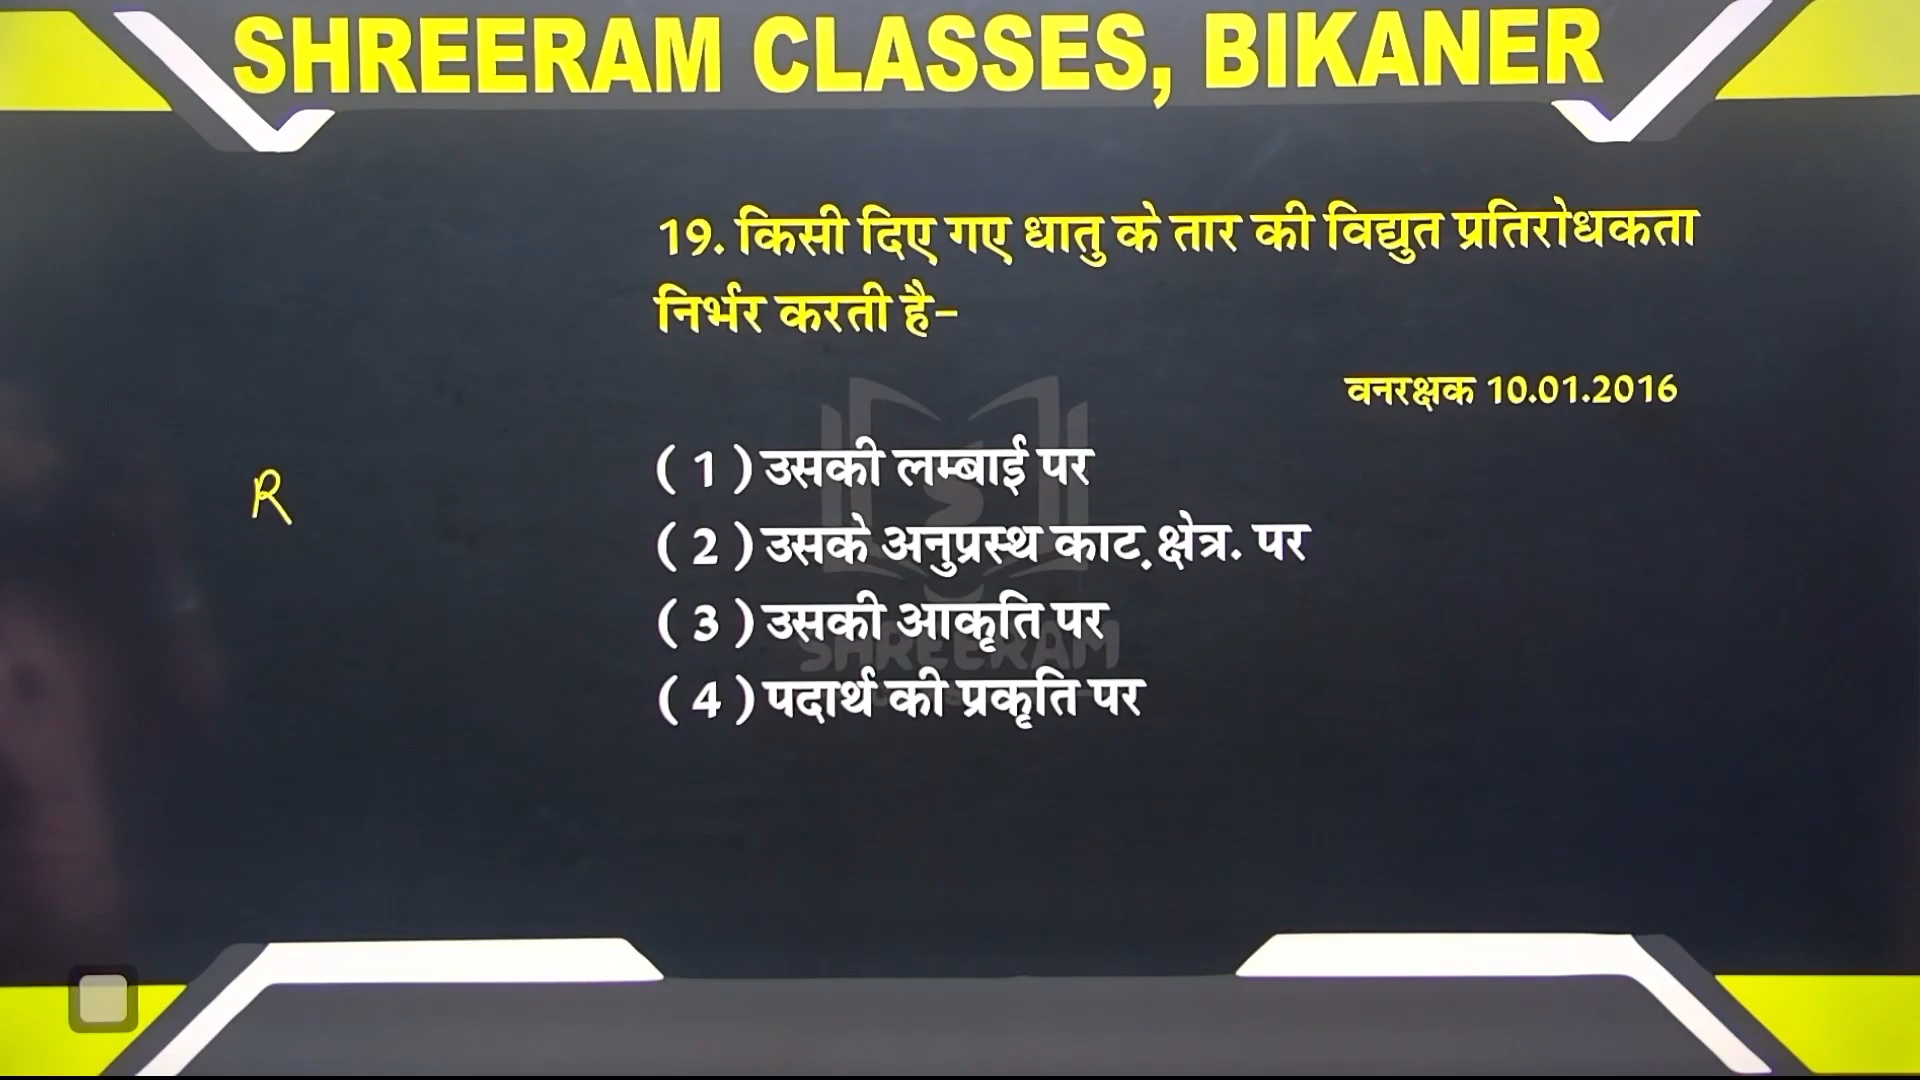 SHREERAM CLASSES, BIKANER
19. किसी दिए गए धातु के तार की विद्युत प्रतिरोधकता
निर्भर करती है-
वनरक्षक 10.01.2016
R
( 1 ) उसकी लम्बाई पर
( 2 ) उसके अनुप्रस्थ काट.क्षेत्र. पर
( 3 ) उसकी आकृति पर
SHREERAM
( 4 ) पदार्थ की प्रकृति पर